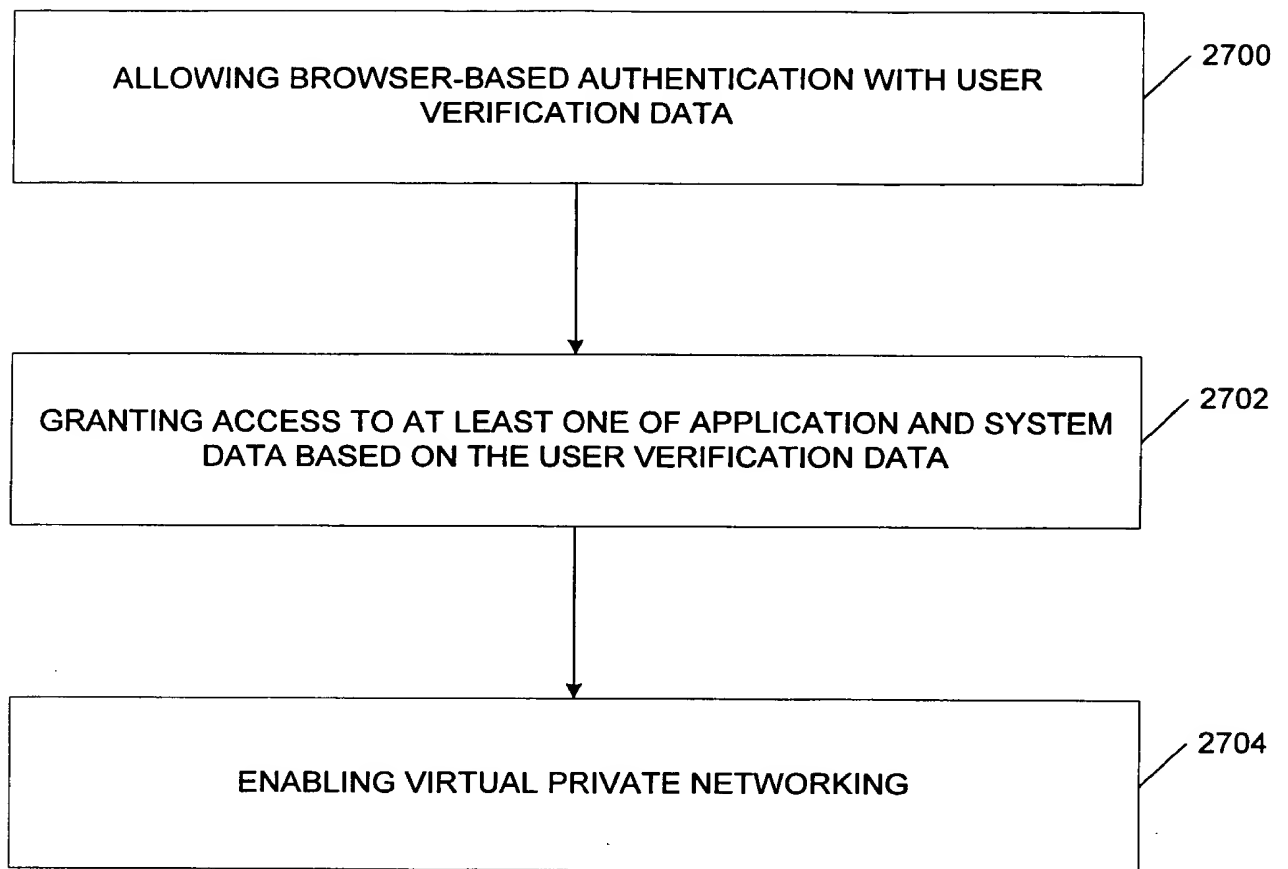 ALLOWING BROWSER-BASED AUTHENTICATION WITH USER
VERIFICATION DATA
2700
GRANTING ACCESS TO AT LEAST ONE OF APPLICATION AND SYSTEM
DATA BASED ON THE USER VERIFICATION DATA
2702
ENABLING VIRTUAL PRIVATE NETWORKING
2704